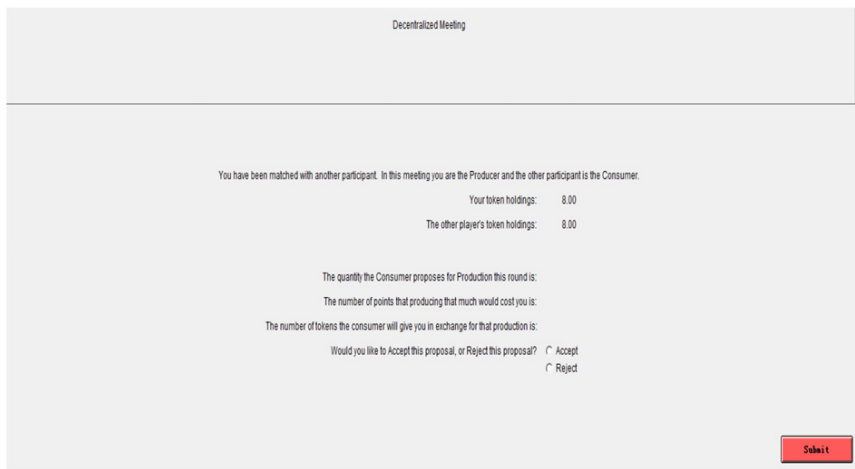 Decentralized Meeting
You have been matched with another participant. In this meeting you are the Producer and the other participant is the Consumer.
Your token holdings: 8.00
The other player's token holdings: 8.00
The quantity the Consumer proposes for Production this round is:
The number of points that producing that much would cost you is:
The number of tokens the consumer will give you in exchange for that production is:
Would you like to Accept this proposal, or Reject this proposal? Accept
Reject
Submit